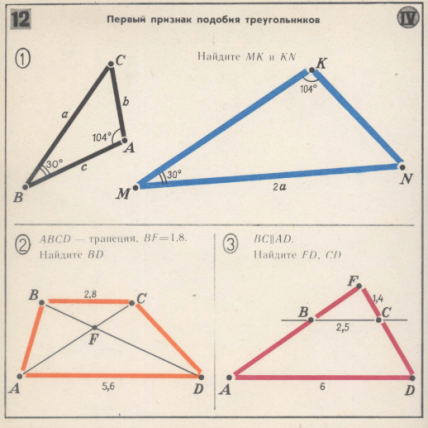 12 Первый признак подобия треугольников IV
1 Найдите MK и KN
C
a b
104°
A
30°
c
B
K
104°
30°
M
2a
N
2 ABCD — трапеция, BF=1,8.
Найдите BD
B 2,8 C
F
A 5,6 D
3 BC∥AD.
Найдите FD, CD
F
1,4
B C
2,5
A 6 D